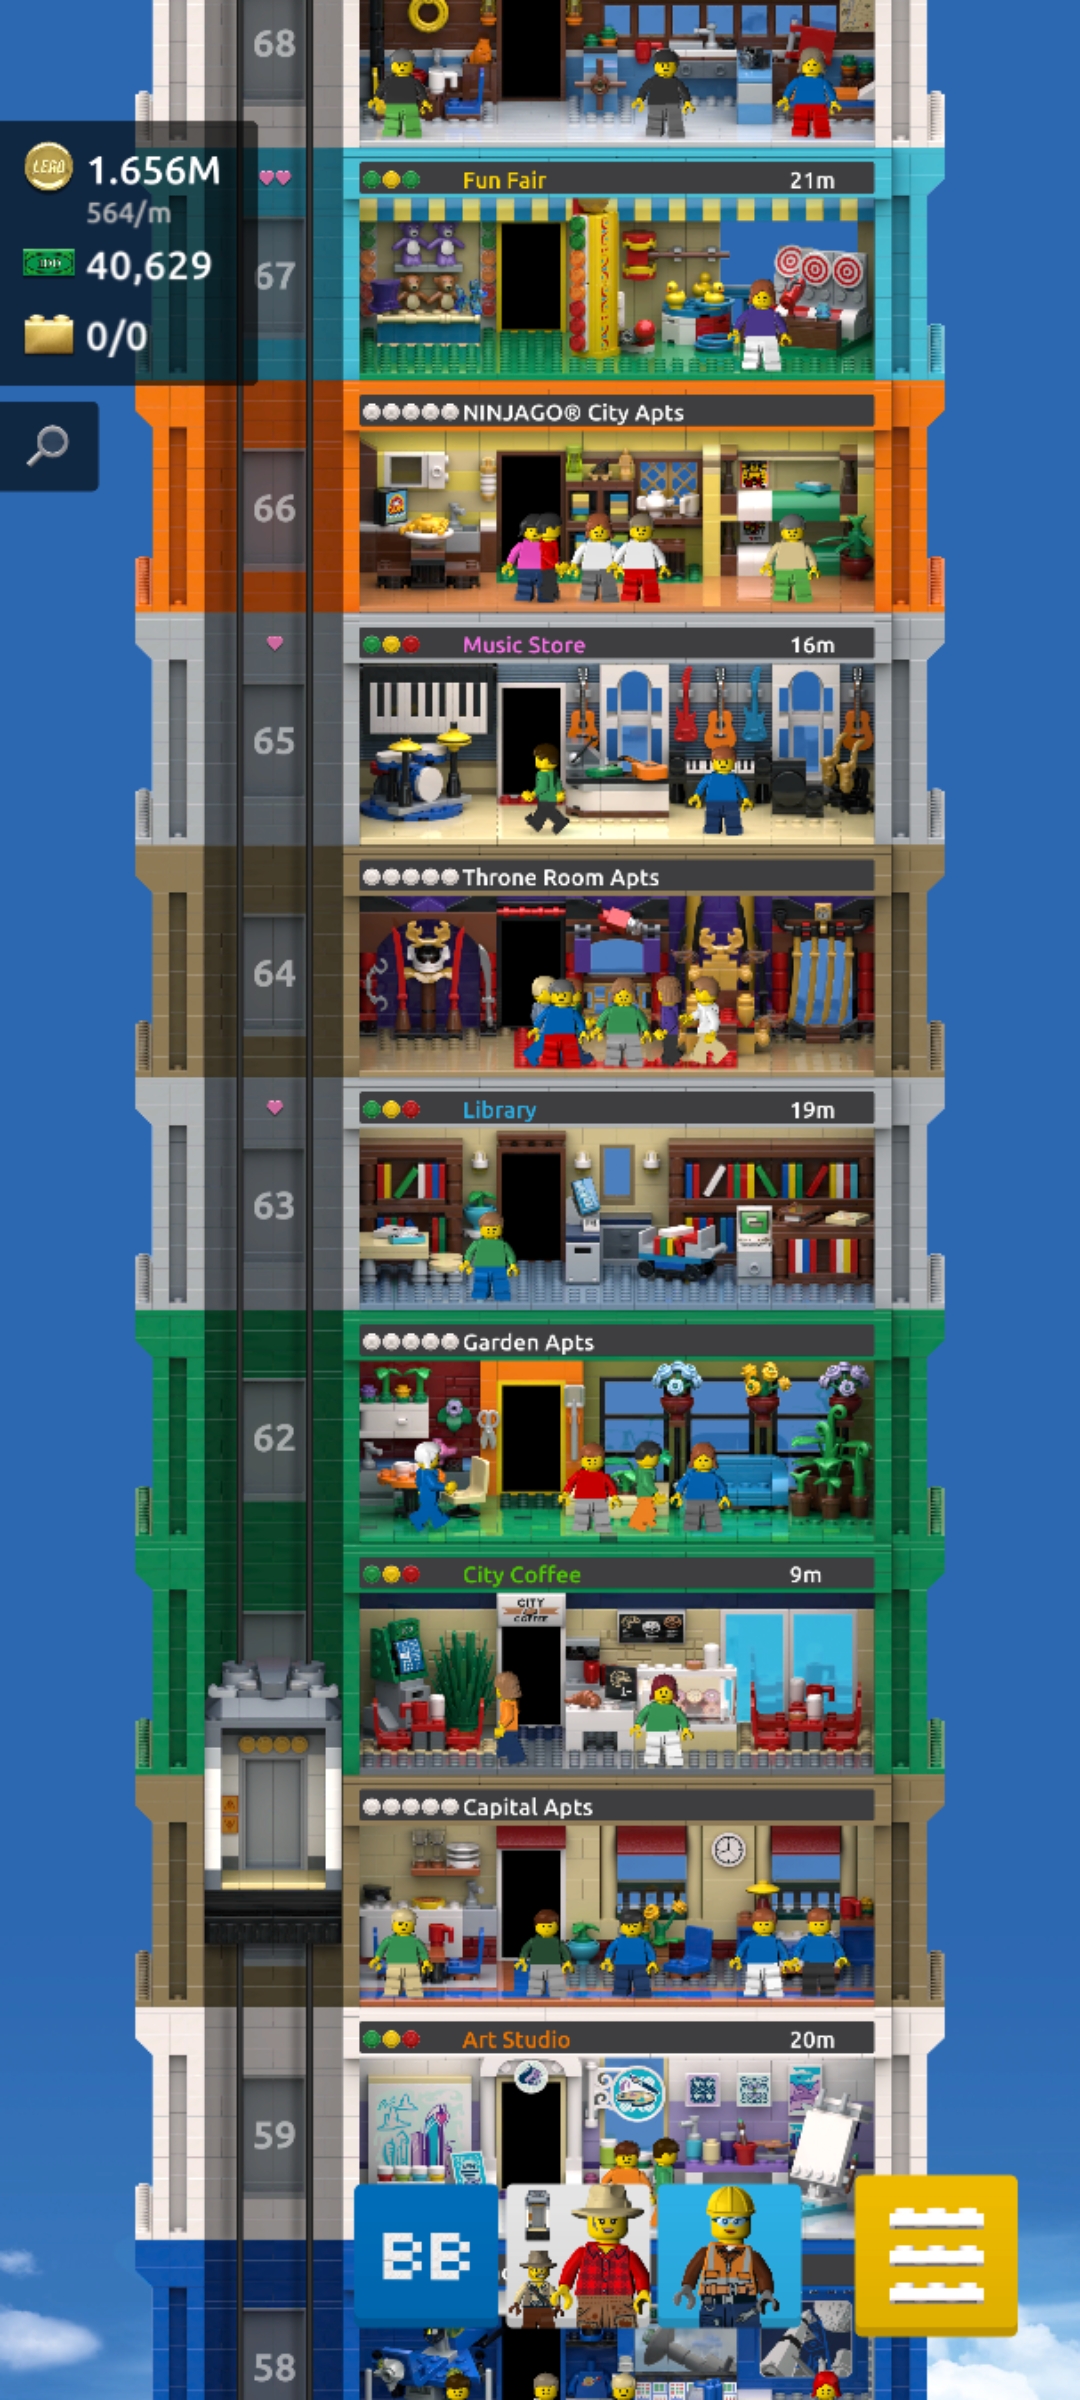 68
LEGO
1.656M
564/m
40,629
0/0
Fun Fair 21m
67
NINJAGO® City Apts
66
Music Store 16m
65
Throne Room Apts
64
Library 19m
63
Garden Apts
62
City Coffee 9m
CITY
COFFEE
Capital Apts
Art Studio 20m
59
BB
58